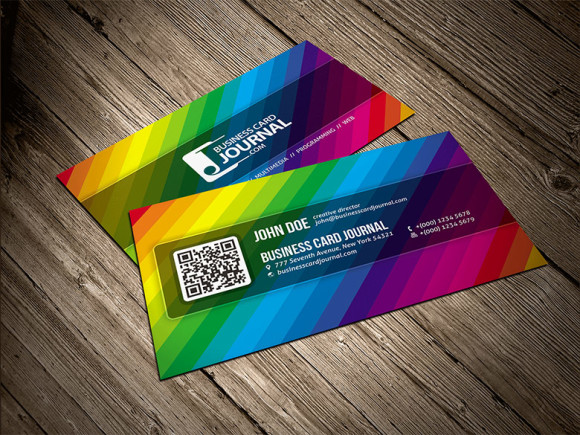 BUSINESS CARD
JOURNAL
.COM
MULTIMEDIA // PROGRAMMING // WEB
JOHN DOE
creative director
john@businesscardjournal.com
BUSINESS CARD JOURNAL
777 Seventh Avenue, New York 54321
businesscardjournal.com
+(000) 1234 5678
+(000) 1234 5679